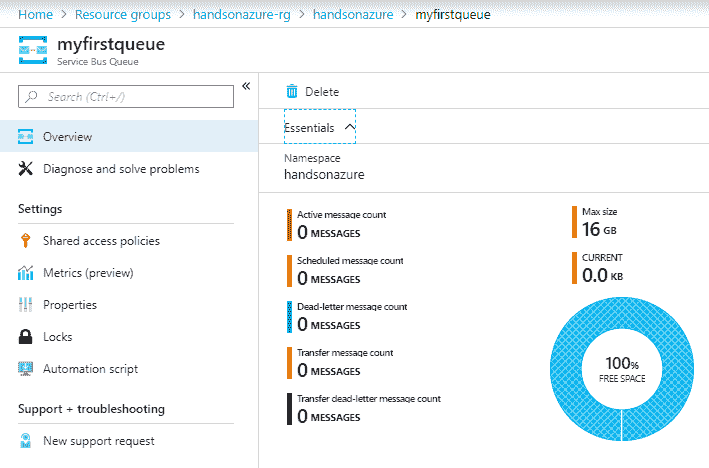 Home > Resource groups > handsonazure-rg > handsonazure > myfirstqueue
myfirstqueue
Service Bus Queue
«
Search (Ctrl+/)
Overview
Diagnose and solve problems
Settings
Shared access policies
Metrics (preview)
Properties
Locks
Automation script
Support + troubleshooting
New support request
Delete
Essentials
Namespace
handsonazure
Active message count
0 MESSAGES
Scheduled message count
0 MESSAGES
Dead-letter message count
0 MESSAGES
Transfer message count
0 MESSAGES
Transfer dead-letter message count
0 MESSAGES
Max size
16 GB
CURRENT
0.0 KB
100%
FREE SPACE